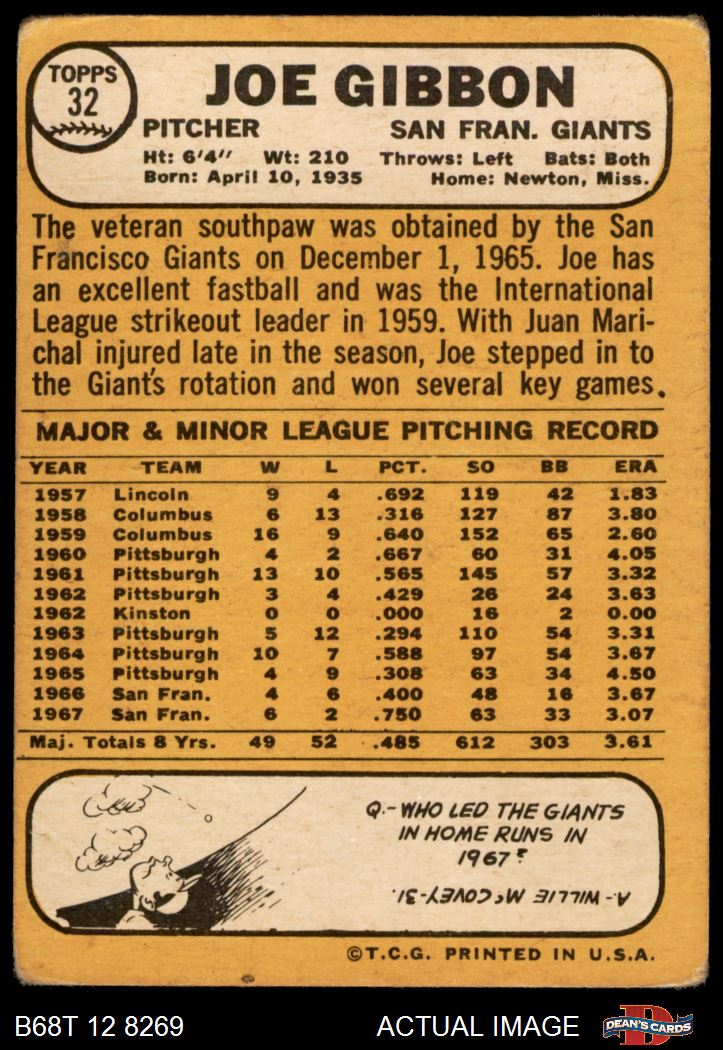 TOPPS
32
JOE GIBBON
PITCHER SAN FRAN. GIANTS
Ht: 6'4" Wt: 210 Throws: Left Bats: Both
Born: April 10, 1935 Home: Newton, Miss.
The veteran southpaw was obtained by the San
Francisco Giants on December 1, 1965. Joe has
an excellent fastball and was the International
League strikeout leader in 1959. With Juan Mari-
chal injured late in the season, Joe stepped in to
the Giant's rotation and won several key games.
MAJOR & MINOR LEAGUE PITCHING RECORD
YEAR TEAM W L PCT. SO BB ERA
1957 Lincoln 9 4 .692 119 42 1.83
1958 Columbus 6 13 .316 127 87 3.80
1959 Columbus 16 9 .640 152 65 2.60
1960 Pittsburgh 4 2 .667 60 31 4.05
1961 Pittsburgh 13 10 .565 145 57 3.32
1962 Pittsburgh 3 4 .429 26 24 3.63
1962 Kinston 0 0 .000 16 2 0.00
1963 Pittsburgh 5 12 .294 110 54 3.31
1964 Pittsburgh 10 7 .588 97 54 3.67
1965 Pittsburgh 4 9 .308 63 34 4.50
1966 San Fran. 4 6 .400 48 16 3.67
1967 San Fran. 6 2 .750 63 33 3.07
Maj. Totals 8 Yrs. 49 52 .485 612 303 3.61
Q.-WHO LED THE GIANTS
IN HOME RUNS IN
1967?
A. WILLIE McCOVEY-31.
©T.C.G. PRINTED IN U.S.A.
B68T 12 8269 ACTUAL IMAGE D DEAN'S CARDS